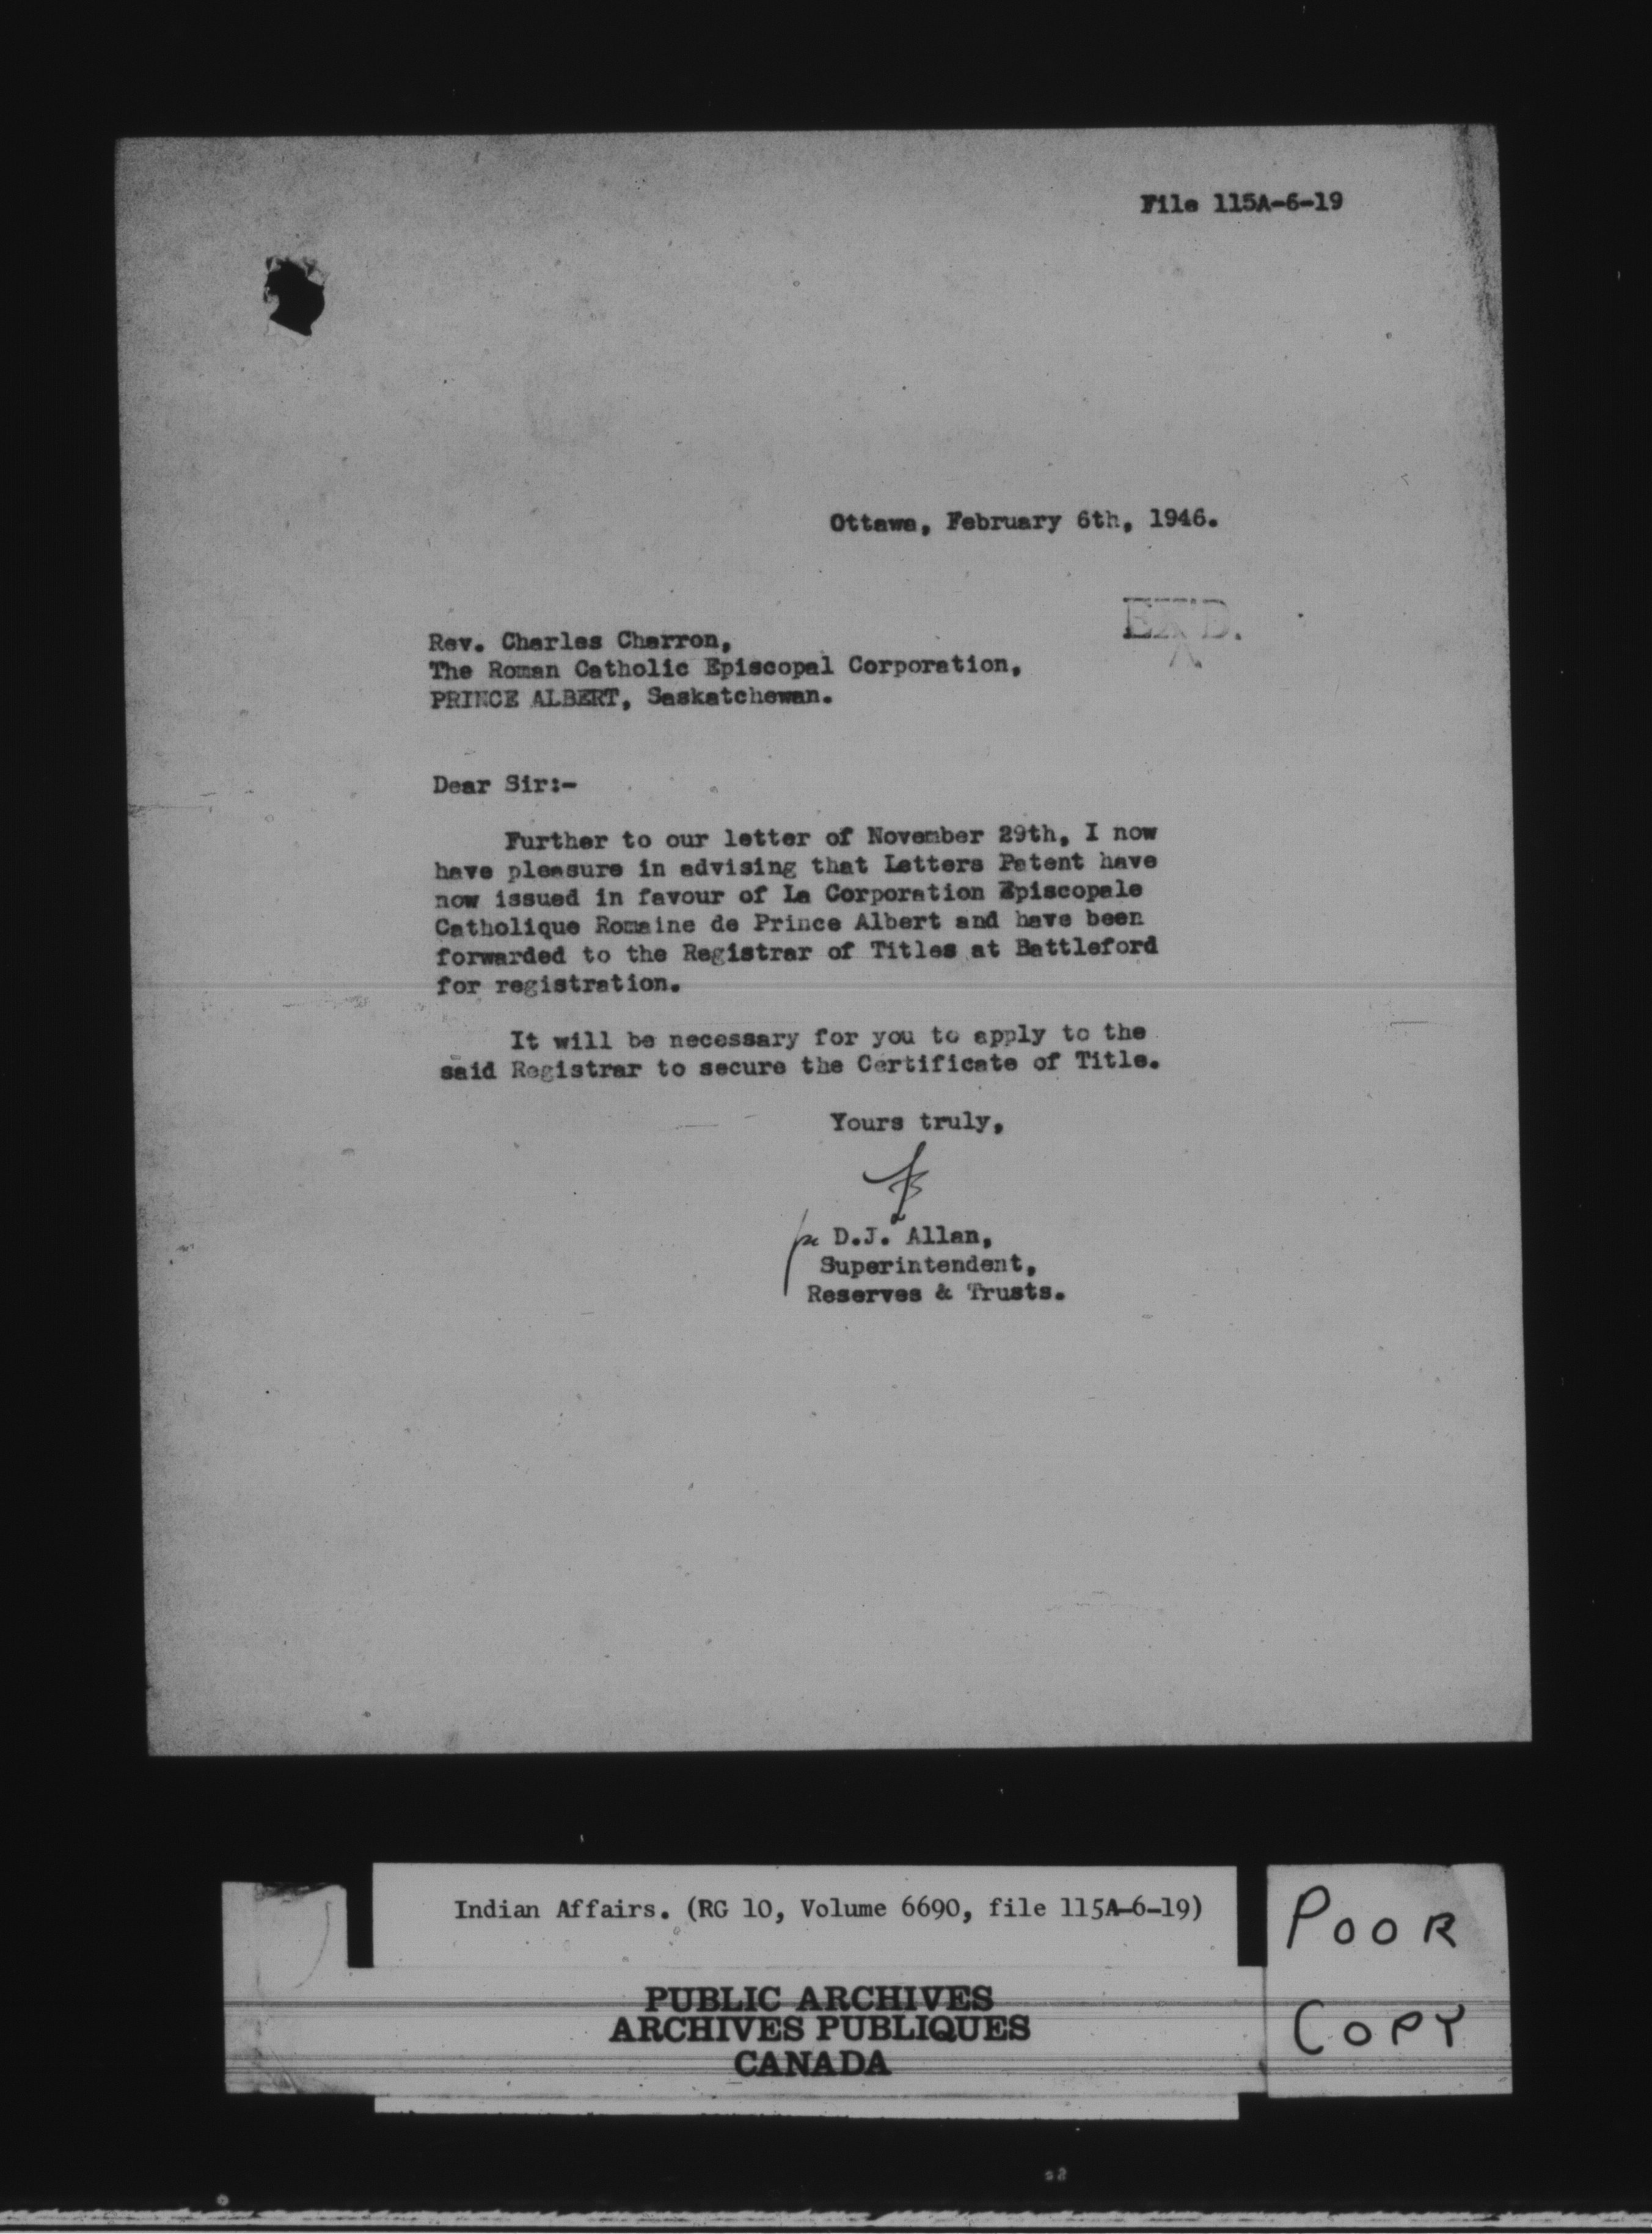 File 115A-6-19
Ottawa, February 6th, 1946.
EX'D.
Rev. Charles Charron,
The Roman Catholic Episcopal Corporation,
PRINCE ALBERT, Saskatchewan.
Dear Sir:-
Further to our letter of November 29th, I now
have pleasure in advising that Letters Patent have
now issued in favour of La Corporation Episcopale
Catholique Romaine de Prince Albert and have been
forwarded to the Registrar of Titles at Battleford
for registration.
It will be necessary for you to apply to the
said Registrar to secure the Certificate of Title.
Yours truly,
D.J. Allan,
Superintendent,
Reserves & Trusts.
Indian Affairs. (RG 10, Volume 6690, file 115A-6-19)
PUBLIC ARCHIVES
ARCHIVES PUBLIQUES
CANADA
POOR
COPY